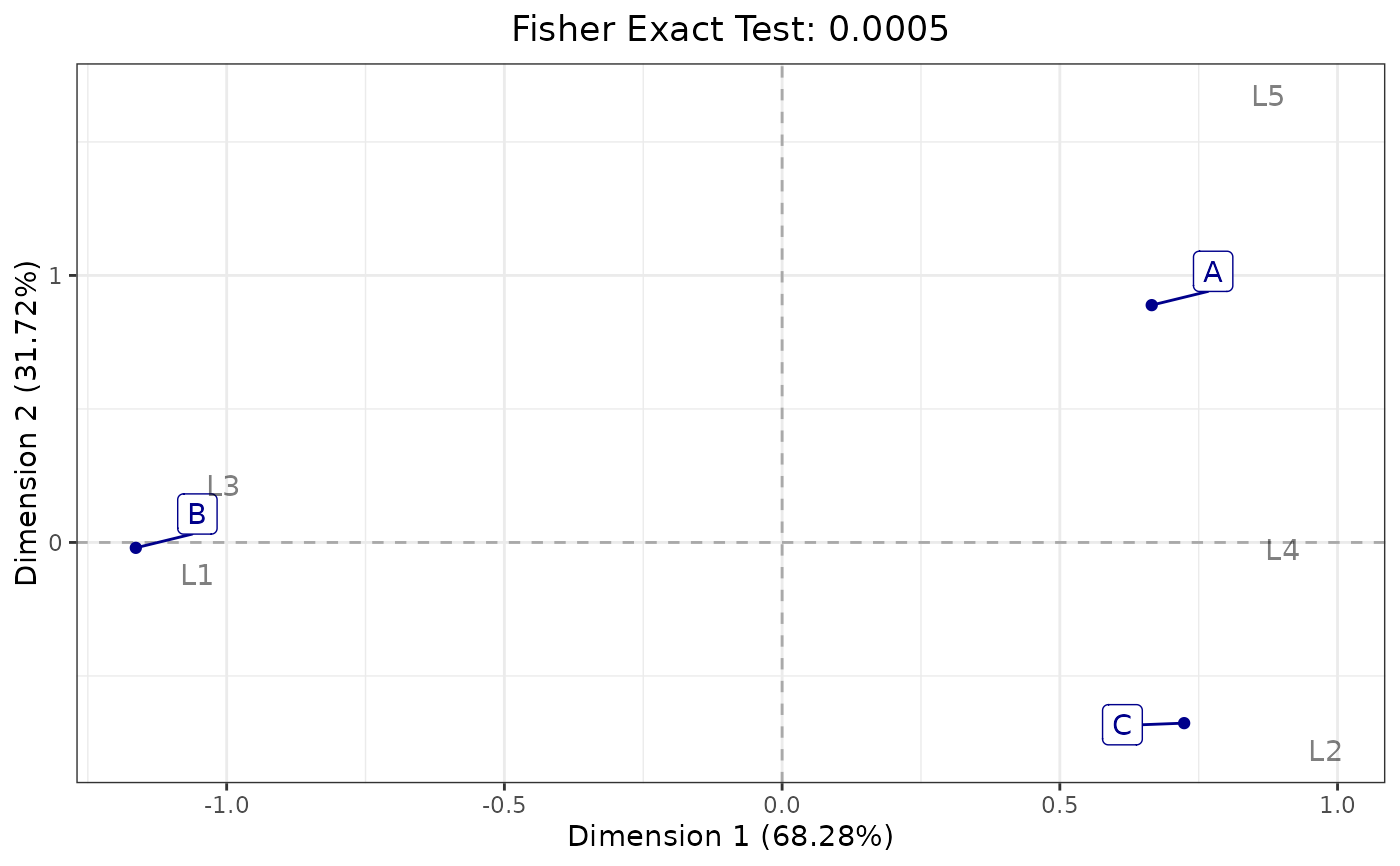 Fisher Exact Test: 0.0005
L5
A
1
Dimension 2 (31.72%)
L3
B
0
L4
L1
C
L2
-1.0 -0.5 0.0 0.5 1.0
Dimension 1 (68.28%)